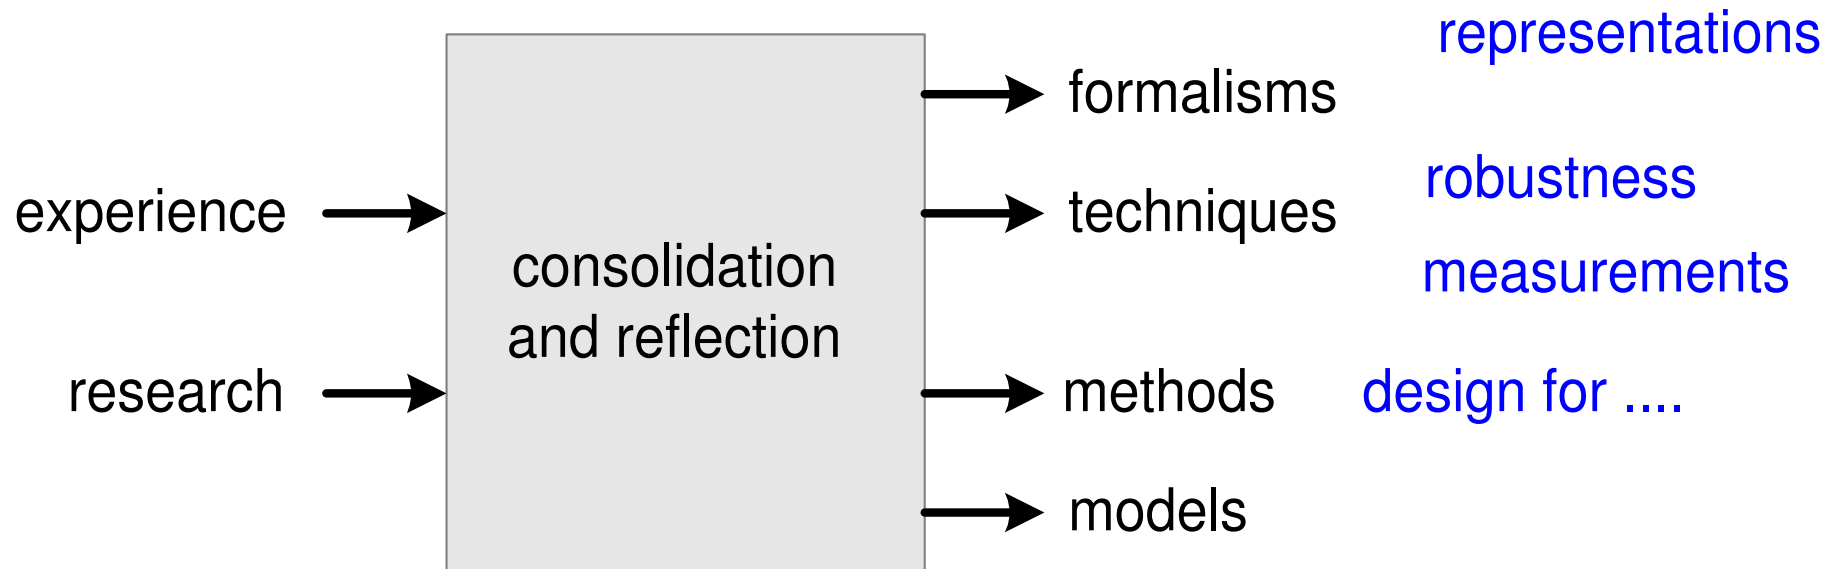 representations
formalisms
robustness
experience
techniques
consolidation
and reflection
measurements
research
methods
design for ....
models